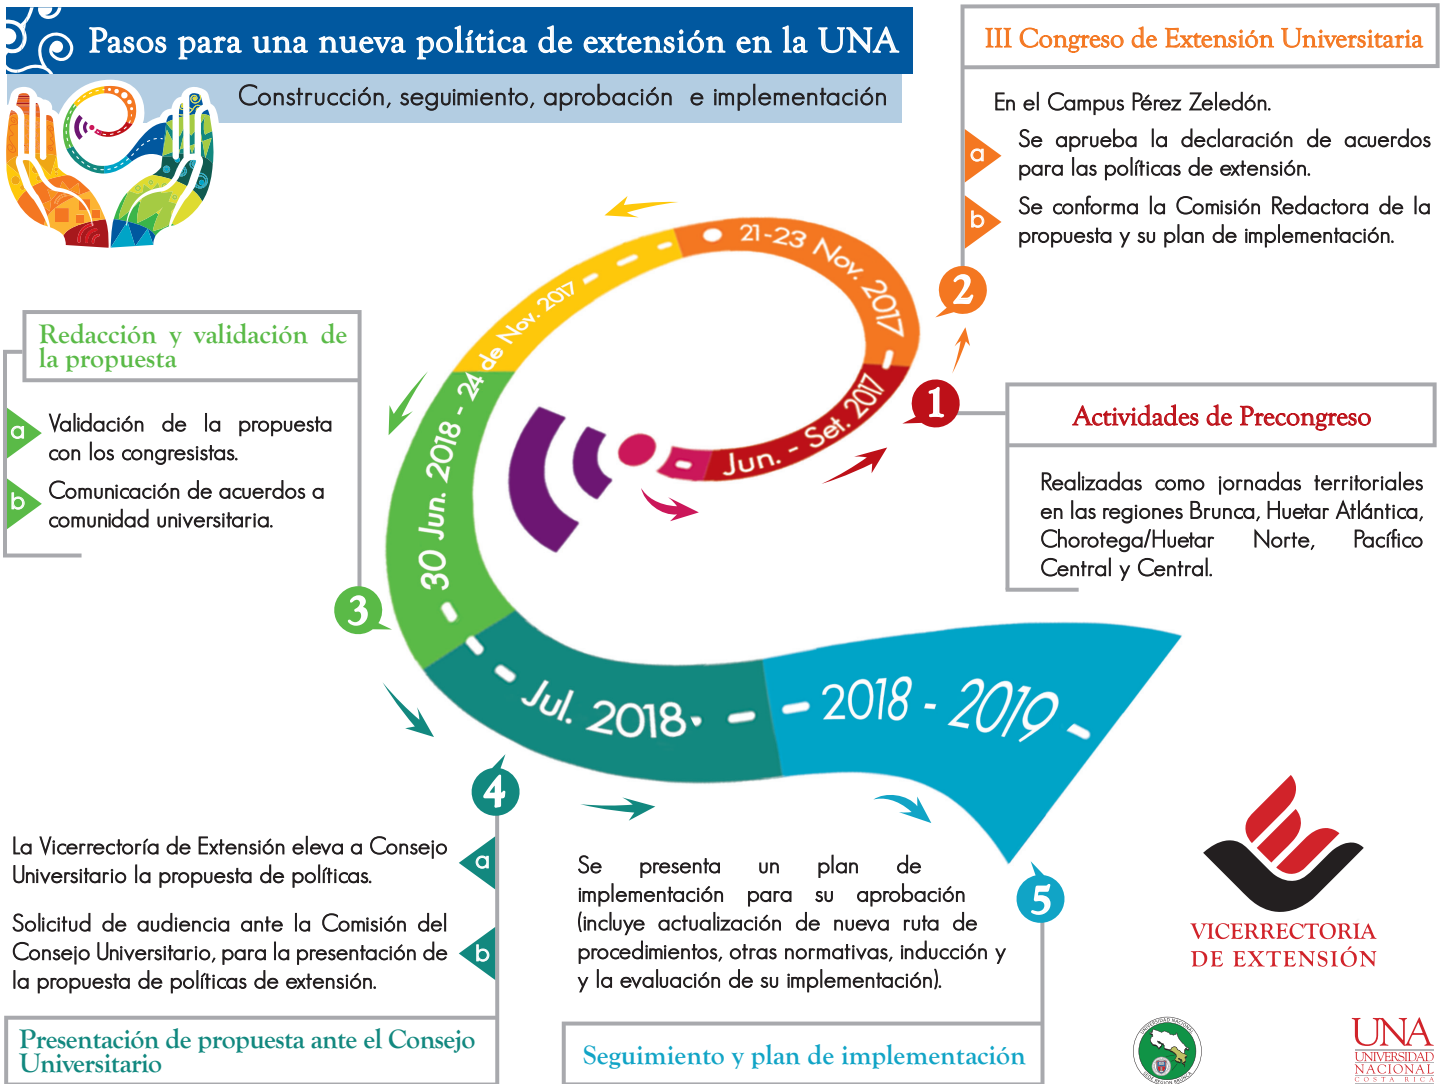 Pasos para una nueva política de extensión en la UNA
Construcción, seguimiento, aprobación e implementación
III Congreso de Extensión Universitaria
En el Campus Pérez Zeledón.
a
Se aprueba la declaración de acuerdos
para las políticas de extensión.
b
Se conforma la Comisión Redactora de la
propuesta y su plan de implementación.
2
21-23 Nov. 2017
30 Jun. 2018 - 24 de Nov. 2017
Jun. - Set. 2017
1
Actividades de Precongreso
Realizadas como jornadas territoriales
en las regiones Brunca, Huetar Atlántica,
Chorotega/Huetar Norte, Pacífico
Central y Central.
Redacción y validación de
la propuesta
a
Validación de la propuesta
con los congresistas.
b
Comunicación de acuerdos a
comunidad universitaria.
3
Jul. 2018
2018 - 2019
4
La Vicerrectoría de Extensión eleva a Consejo
Universitario la propuesta de políticas.
a
Solicitud de audiencia ante la Comisión del
Consejo Universitario, para la presentación de
la propuesta de políticas de extensión.
b
Presentación de propuesta ante el Consejo
Universitario
Se presenta un plan de
implementación para su aprobación
(incluye actualización de nueva ruta de
procedimientos, otras normativas, inducción y
y la evaluación de su implementación).
5
Seguimiento y plan de implementación
VICERRECTORIA
DE EXTENSIÓN
UNIVERSIDAD NACIONAL
SEDE REGIÓN BRUNCA
UNA
UNIVERSIDAD
NACIONAL
COSTA RICA